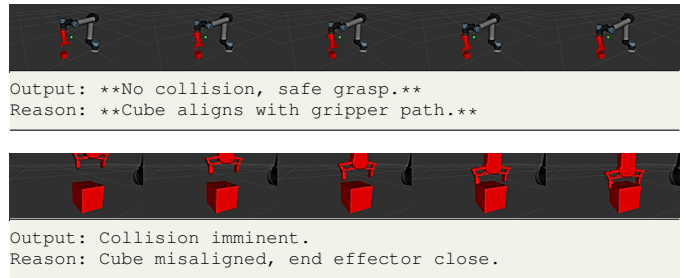 Output: **No collision, safe grasp.**
Reason: **Cube aligns with gripper path.**
Output: Collision imminent.
Reason: Cube misaligned, end effector close.